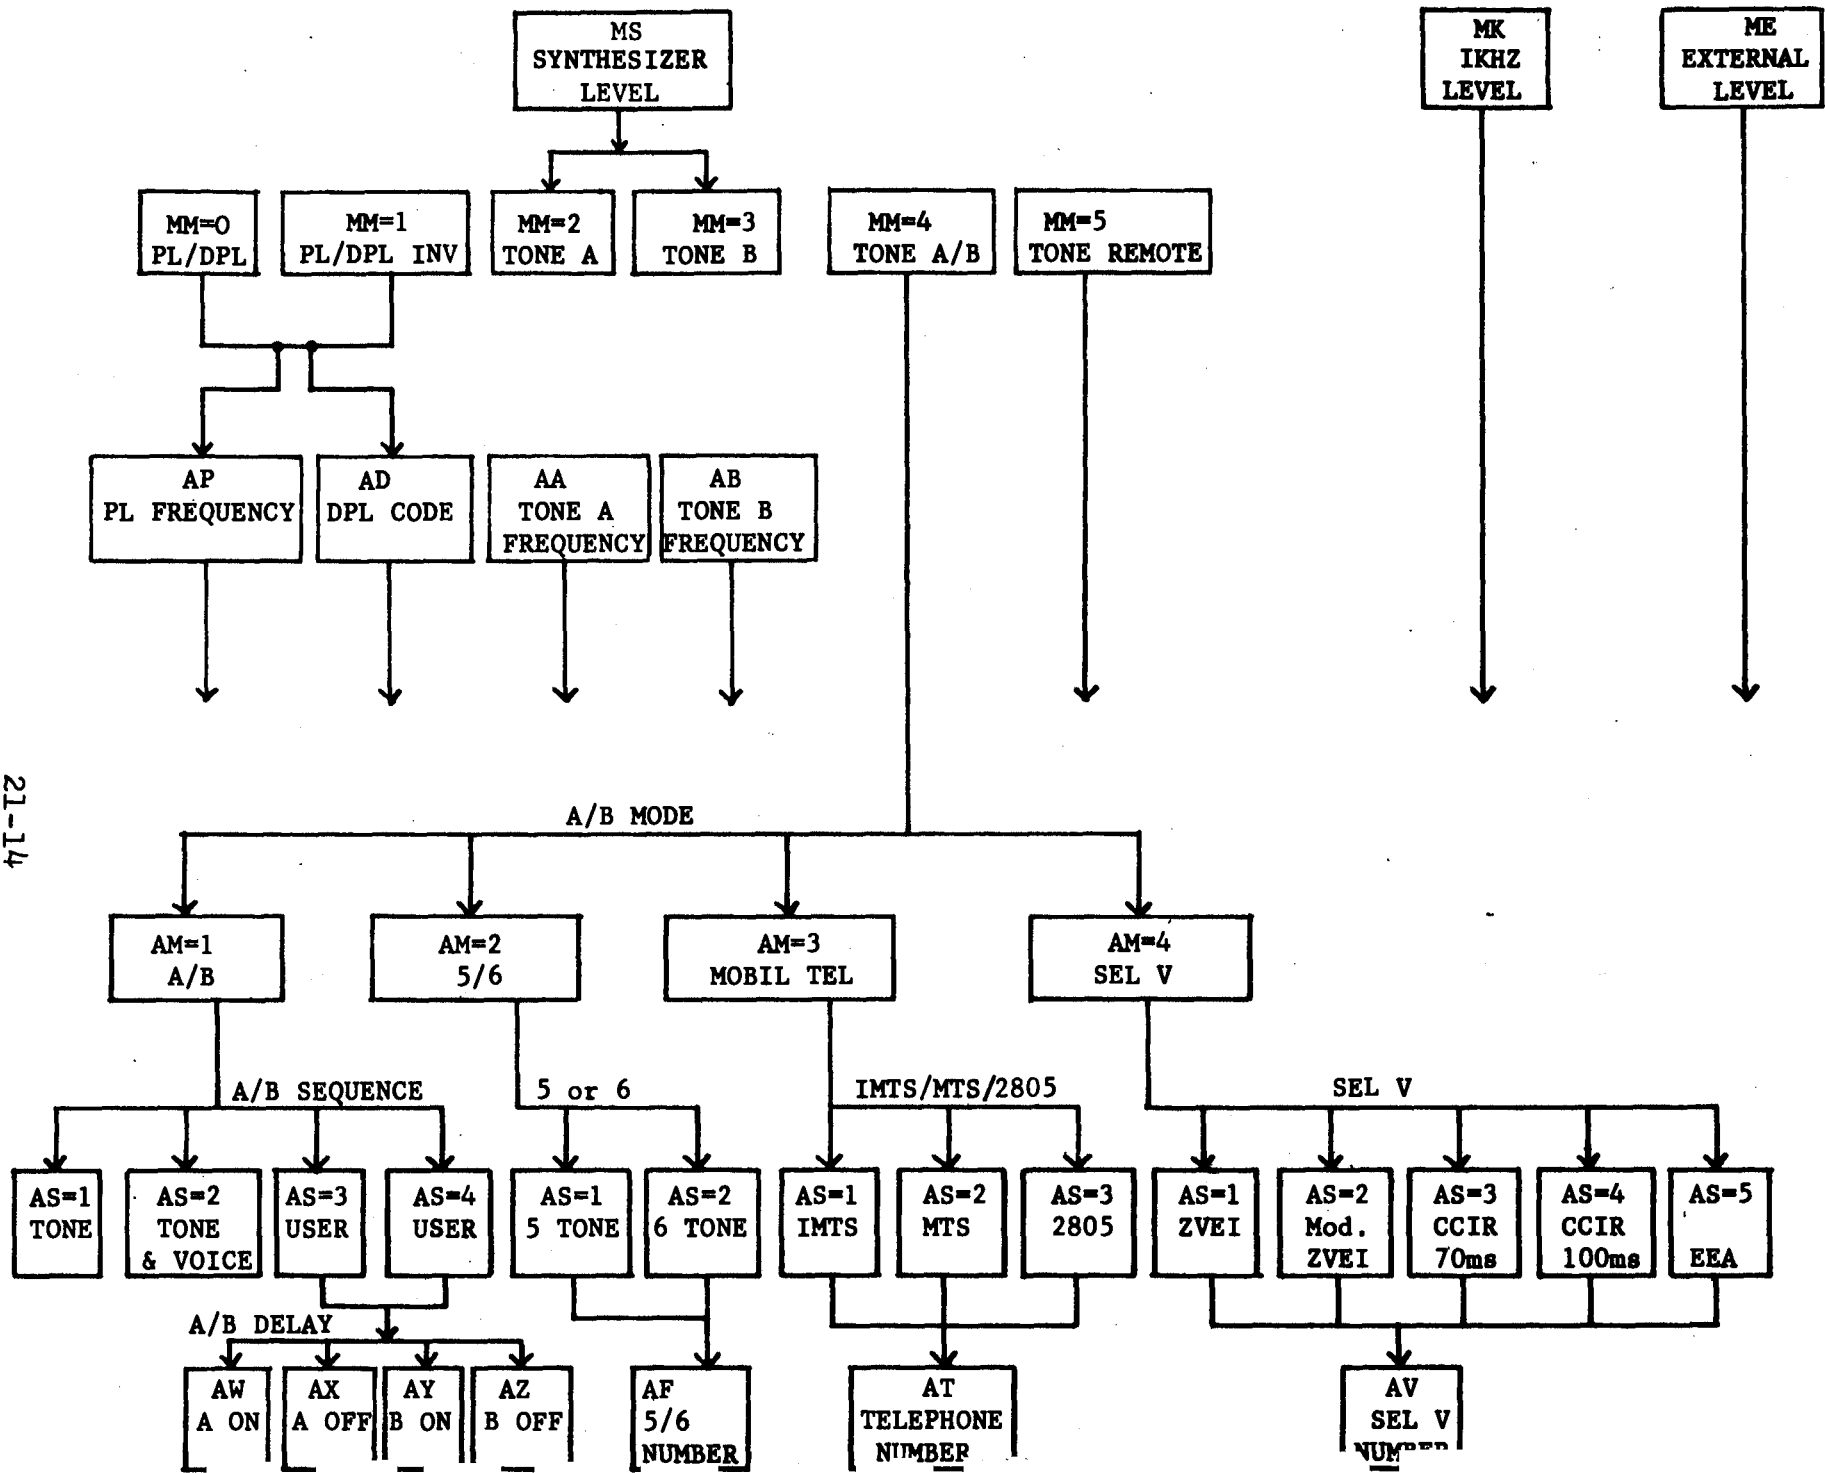 MS
SYNTHESIZER
LEVEL
MK
IKHZ
LEVEL
ME
EXTERNAL
LEVEL
MM=0
PL/DPL
MM=1
PL/DPL INV
MM=2
TONE A
MM=3
TONE B
MM=4
TONE A/B
MM=5
TONE REMOTE
AP
PL FREQUENCY
AD
DPL CODE
AA
TONE A
FREQUENCY
AB
TONE B
FREQUENCY
21-14
A/B MODE
AM=1
A/B
AM=2
5/6
AM=3
MOBIL TEL
AM=4
SEL V
A/B SEQUENCE
5 or 6
IMTS/MTS/2805
SEL V
AS=1
TONE
AS=2
TONE
& VOICE
AS=3
USER
AS=4
USER
AS=1
5 TONE
AS=2
6 TONE
AS=1
IMTS
AS=2
MTS
AS=3
2805
AS=1
ZVEI
AS=2
Mod.
ZVEI
AS=3
CCIR
70ms
AS=4
CCIR
100ms
AS=5
EEA
A/B DELAY
AW
A ON
AX
A OFF
AY
B ON
AZ
B OFF
AF
5/6
NUMBER
AT
TELEPHONE
NUMBER
AV
SEL V
NUMBER